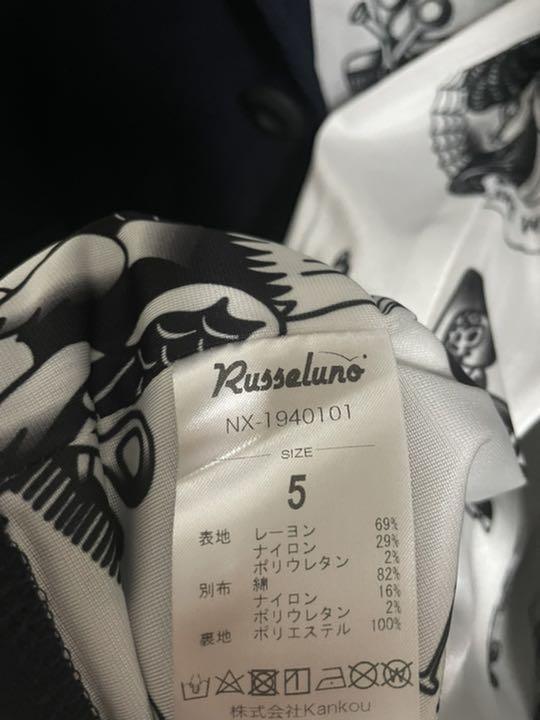 Russeluno
NX-1940101
SIZE
5
表地 レーヨン 69%
ナイロン 29%
ポリウレタン 2%
別布 綿 82%
ナイロン 16%
ポリウレタン 2%
裏地 ポリエステル 100%
株式会社Kankou